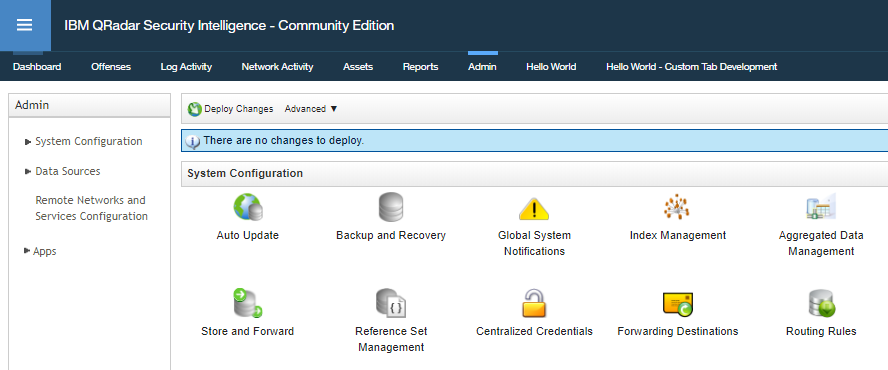 IBM QRadar Security Intelligence - Community Edition
Dashboard Offenses Log Activity Network Activity Assets Reports Admin Hello World Hello World - Custom Tab Development
Admin
System Configuration
Data Sources
Remote Networks and
Services Configuration
Apps
Deploy Changes Advanced ▼
There are no changes to deploy.
System Configuration
Auto Update
Backup and Recovery
Global System
Notifications
Index Management
Aggregated Data
Management
Store and Forward
Reference Set
Management
Centralized Credentials
Forwarding Destinations
Routing Rules